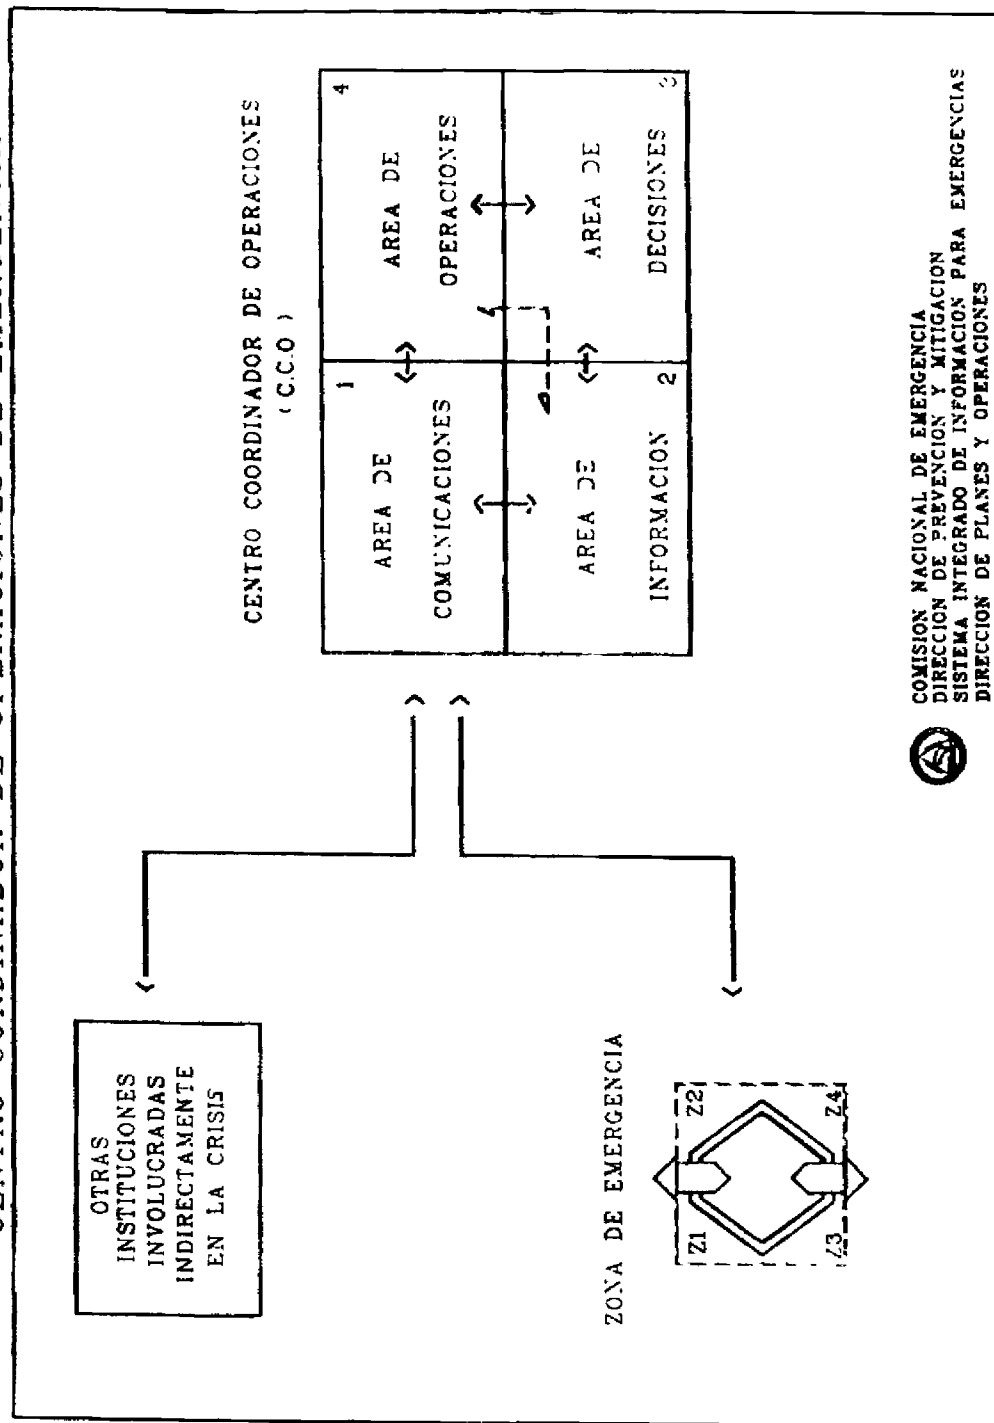 OTRAS
INSTITUCIONES
INVOLUCRADAS
INDIRECTAMENTE
EN LA CRISIS
CENTRO COORDINADOR DE OPERACIONES
( C.C.O )
1
AREA DE
COMUNICACIONES
4
AREA DE
OPERACIONES
AREA DE
INFORMACION
2
AREA DE
DECISIONES
3
ZONA DE EMERGENCIA
Z1 Z2
Z3 Z4
COMISION NACIONAL DE EMERGENCIA
DIRECCION DE PREVENCION Y MITIGACION
SISTEMA INTEGRADO DE INFORMACION PARA EMERGENCIAS
DIRECCION DE PLANES Y OPERACIONES